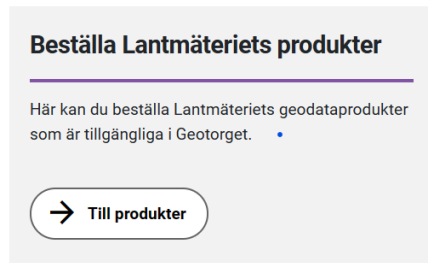 Beställa Lantmäteriets produkter
Här kan du beställa Lantmäteriets geodataprodukter
som är tillgängliga i Geotorget.
Till produkter